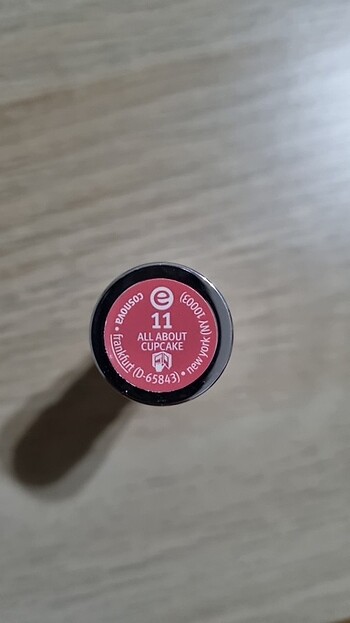 e
11
ALL ABOUT
CUPCAKE
cosnova • frankfurt (D-65843) • new york (NY 10003)